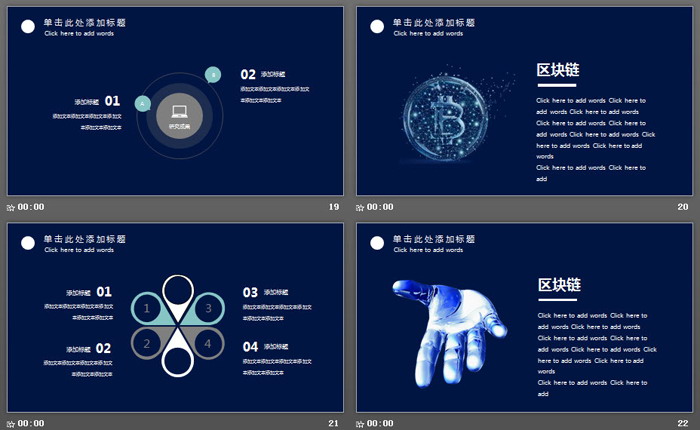 单击此处添加标题
Click here to add words
02 添加标题
添加文本添加文本添加文本添加文
本添加文本添加文本
B
A
添加标题 01
添加文本添加文本添加文本添加文
本添加文本添加文本
研究成果
00:00
19
单击此处添加标题
Click here to add words
区块链
Click here to add words Click here to
add words Click here to add words
Click here to add words Click here to
add words Click here to add words Click
here to add words Click here to add
words
Click here to add words Click here to
add
00:00
20
单击此处添加标题
Click here to add words
添加标题 01
添加文本添加文本添加文本添加文
本添加文本添加文本
添加标题 02
添加文本添加文本添加文本添加文
本添加文本添加文本
1
2
3
4
03 添加标题
添加文本添加文本添加文本添加文
本添加文本添加文本
04 添加标题
添加文本添加文本添加文本添加文
本添加文本添加文本
00:00
21
单击此处添加标题
Click here to add words
区块链
Click here to add words Click here to
add words Click here to add words
Click here to add words Click here to
add words Click here to add words Click
here to add words Click here to add
words
Click here to add words Click here to
add
00:00
22